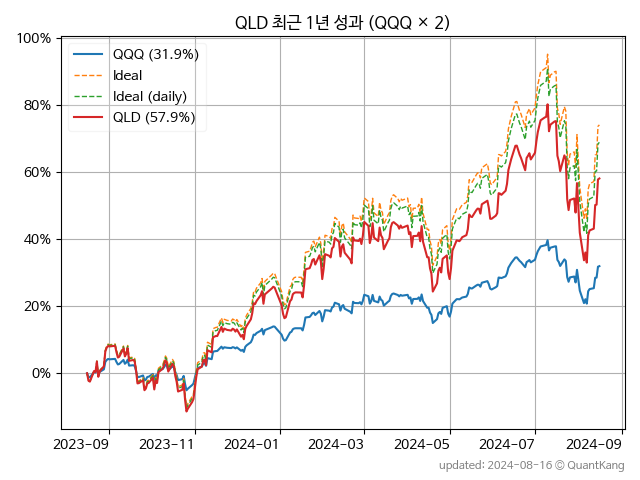 QLD 최근 1년 성과 (QQQ × 2)
100%
80%
60%
40%
20%
0%
QQQ (31.9%)
Ideal
Ideal (daily)
QLD (57.9%)
2023-09
2023-11
2024-01
2024-03
2024-05
2024-07
2024-09
updated: 2024-08-16 © QuantKang